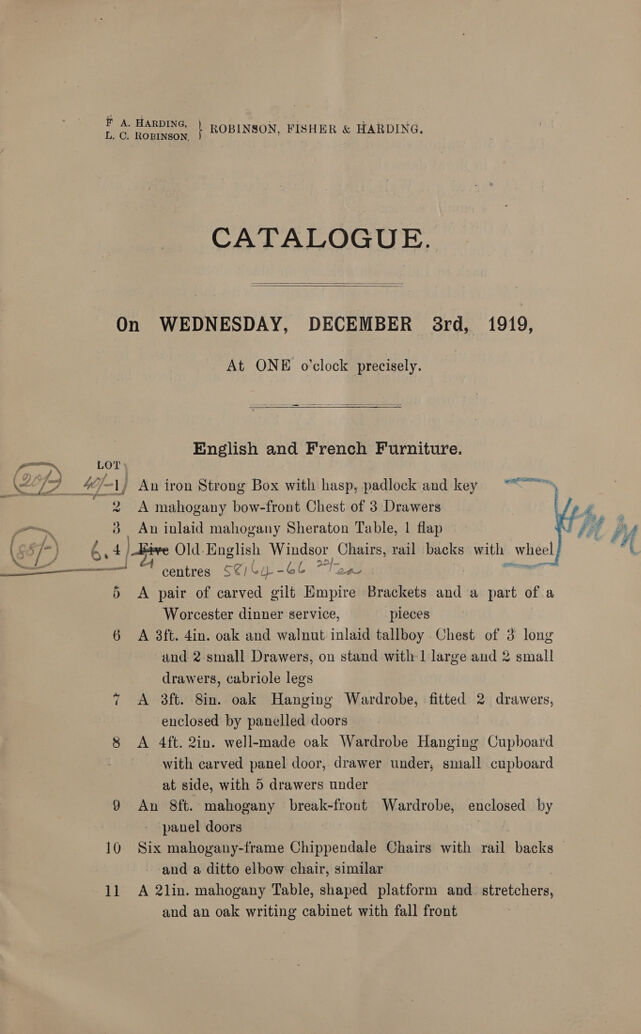 F. A. HARDING, } ROBINSON, FISHER & HARDING.
L. C. ROBINSON, }
CATALOGUE.
On WEDNESDAY, DECEMBER 3rd, 1919,
At ONE o'clock precisely.
English and French Furniture.
LOT
20/- 40/- 1 An iron Strong Box with hasp, padlock and key
2 A mahogany bow-front Chest of 3 Drawers
3 An inlaid mahogany Sheraton Table, 1 flap
88/- 6. 4 Five Old English Windsor Chairs, rail backs with wheel
4 centres 22/- ea
HMM
5 A pair of carved gilt Empire Brackets and a part of a
Worcester dinner service, pieces
6 A 3ft. 4in. oak and walnut inlaid tallboy Chest of 3 long
and 2 small Drawers, on stand with 1 large and 2 small
drawers, cabriole legs
7 A 3ft. 8in. oak Hanging Wardrobe, fitted 2 drawers,
enclosed by panelled doors
8 A 4ft. 2in. well-made oak Wardrobe Hanging Cupboard
with carved panel door, drawer under, small cupboard
at side, with 5 drawers under
9 An 8ft. mahogany break-front Wardrobe, enclosed by
panel doors
10 Six mahogany-frame Chippendale Chairs with rail backs
and a ditto elbow chair, similar
11 A 21in. mahogany Table, shaped platform and stretchers,
and an oak writing cabinet with fall front